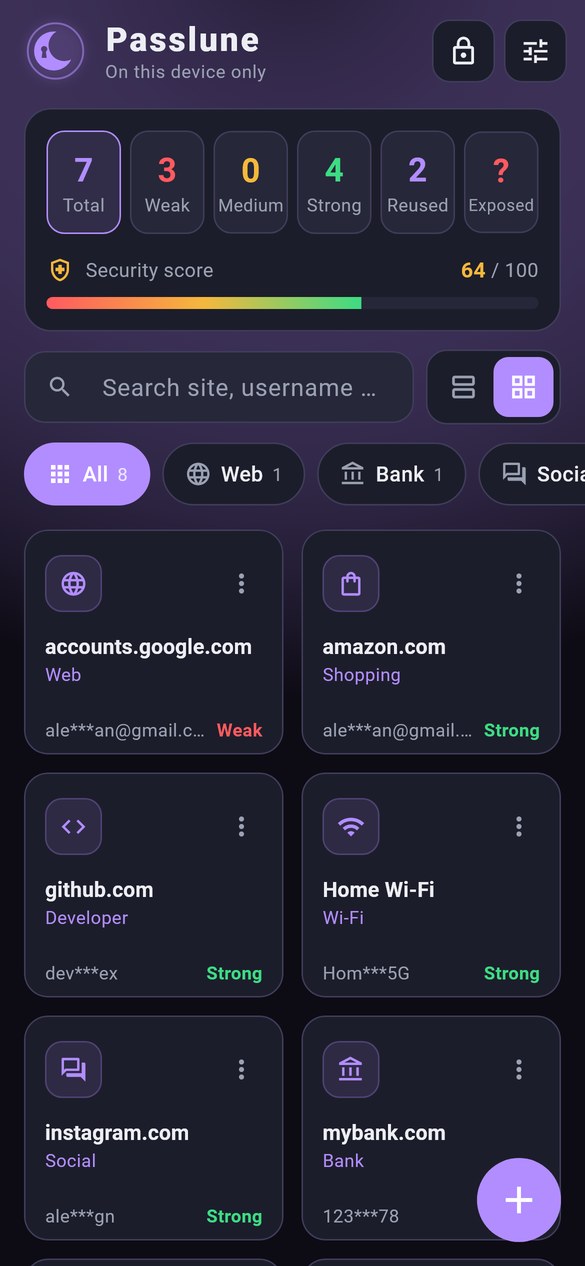 Passlune
On this device only
7 3 0 4 2 ?
Total Weak Medium Strong Reused Exposed
Security score 64 / 100
Search site, username ...
All 8 Web 1 Bank 1 Socia
accounts.google.com
Web
ale***an@gmail.c... Weak
amazon.com
Shopping
ale***an@gmail.... Strong
github.com
Developer
dev***ex Strong
Home Wi-Fi
Wi-Fi
Hom***5G Strong
instagram.com
Social
ale***gn Strong
mybank.com
Bank
123***78